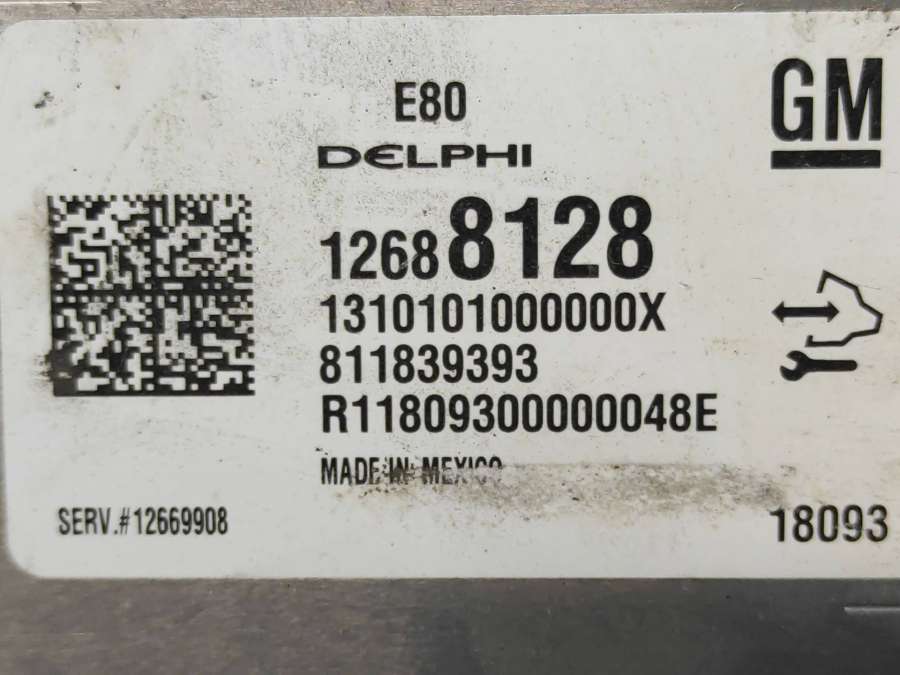 E80
GM
DELPHI
12688128
1310101000000X
811839393
R11809300000048E
MADE IN MEXICO
SERV.#12669908
18093